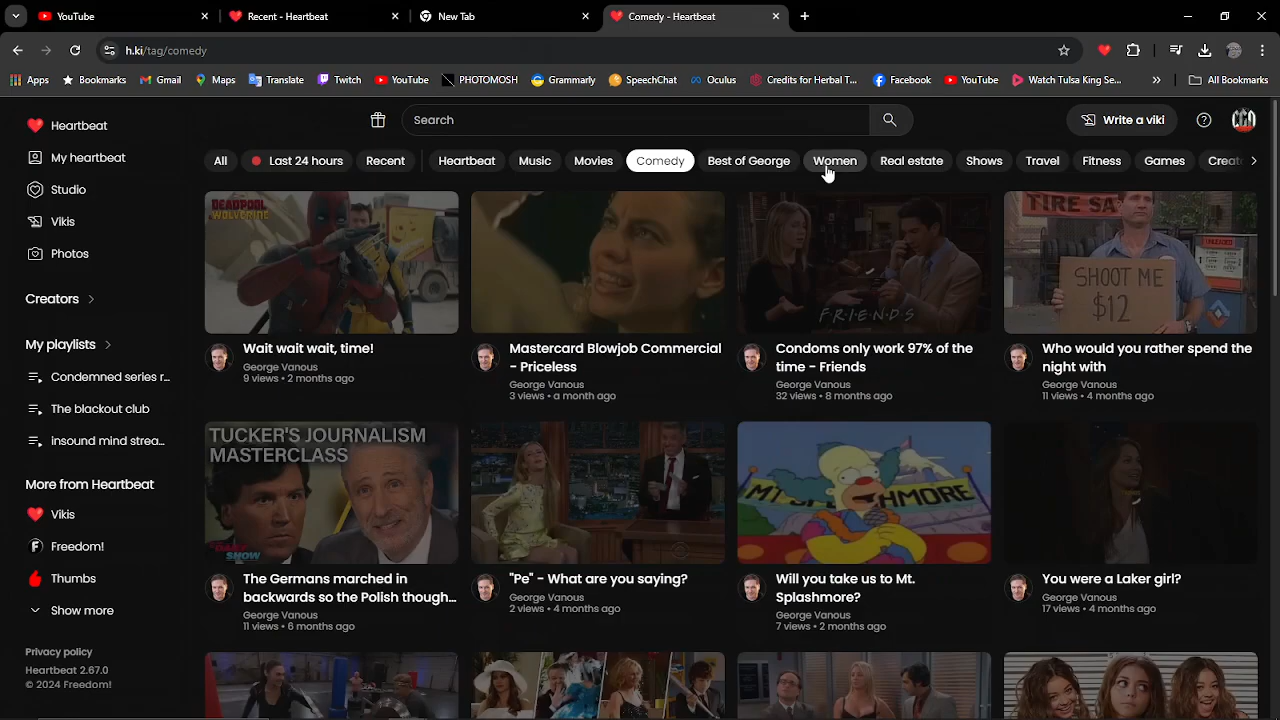 YouTube
Recent - Heartbeat
New Tab
Comedy - Heartbeat
h.ki/tag/comedy
Apps
Bookmarks
Gmail
Maps
Translate
Twitch
YouTube
PHOTOMOSH
Grammarly
SpeechChat
Oculus
Credits for Herbal T...
Facebook
YouTube
Watch Tulsa King Se...
All Bookmarks
Heartbeat
Search
Write a viki
My heartbeat
All
Last 24 hours
Recent
Heartbeat
Music
Movies
Comedy
Best of George
Women
Real estate
Shows
Travel
Fitness
Games
Creato
Studio
Vikis
Photos
Creators
My playlists
Condemned series r...
The blackout club
insound mind strea...
More from Heartbeat
Vikis
Freedom!
Thumbs
Show more
Privacy policy
Heartbeat 2.67.0
© 2024 Freedom!
DEADPOOL
WOLVERINE
Wait wait wait, time!
George Vanous
9 views • 2 months ago
Mastercard Blowjob Commercial
- Priceless
George Vanous
3 views • a month ago
F·R·I·E·N·D·S
Condoms only work 97% of the
time - Friends
George Vanous
32 views • 8 months ago
TIRE SA
SHOOT ME
$12
Who would you rather spend the
night with
George Vanous
11 views • 4 months ago
TUCKER'S JOURNALISM
MASTERCLASS
THE DAILY
SHOW
The Germans marched in
backwards so the Polish though...
George Vanous
11 views • 6 months ago
"Pe" - What are you saying?
George Vanous
2 views • 4 months ago
MT. SPLASHMORE
Will you take us to Mt.
Splashmore?
George Vanous
7 views • 2 months ago
You were a Laker girl?
George Vanous
17 views • 4 months ago